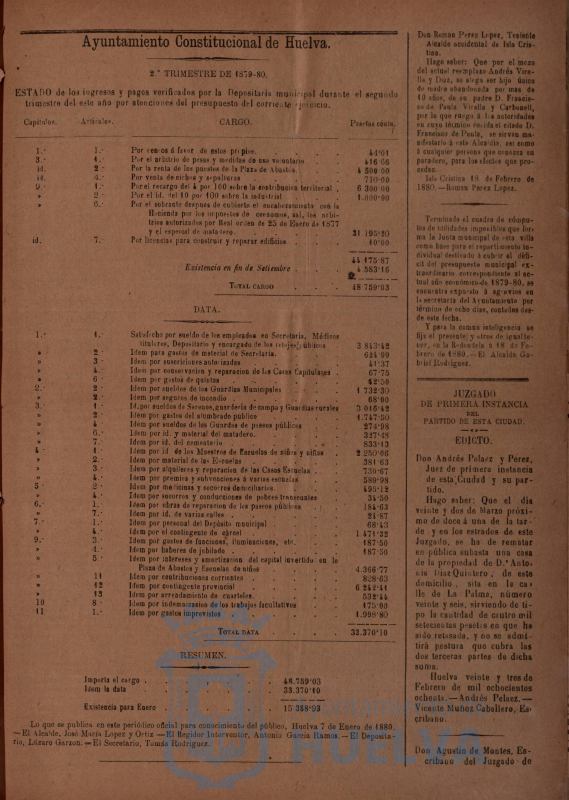 Ayuntamiento Constitucional de Huelva.
2.º TRIMESTRE DE 1879-80.
ESTADO de los ingresos y pagos verificados por la Depositaria municipal durante el segundo
trimestre del este año por atenciones del presupuesto del corriente ejercicio.
Capítulos. Artículos. CARGO. Pesetas cénts.
1.º 1.º Por censos á favor de estos propios. 44'01
3.º 1.º Por el arbitrio de pesas y medidas de uso voluntario 416'66
id. 2.º Por la renta de los puestos de la Plaza de Abastos. 4 500'00
id. 4.º Por venta de nichos y sepulturas 710'00
9.º 1.º Por el recargo del 4 por 100 sobre la contribucion territorial 6 300'00
» 2.º Por el id. del 10 por 100 sobre la industrial 1.000'00
» 6.º Por el sobrante despues de cubierto el encabezamiento con la
Hacienda por los impuestos de consumos, sal, los arbitrios
autorizados por Real orden de 25 de Enero de 1877
y el especial de matadero. 31 195'20
id. 7.º Por licencias para construir y reparar edificios 10'00
44 175'87
Existencia en fin de Setiembre 4 583'16
TOTAL CARGO 48 759'03
DATA.
1.º 1.º Satisfecho por sueldo de los empleados en Secretaría, Médicos
titulares, Depositario y encargado de los relojes públicos 3 843'42
» 2.º Idem para gastos de material de Secretaría. 624'99
» 3.º Idem suscriciones autorizadas 41'37
» 4.º Idem conservacion y reparacion de las Casas Capitulares 67'75
» 6.º Idem por gastos de quintas 42'50
2.º 2.º Idem por sueldos de los Guardias Municipales 1 732'30
» 2.º Idem por seguros de incendio 68'00
3.º 1.º Id. por sueldos de Serenos, guardería de campo y Guardias rurales 3 016'42
» 2.º Idem por gastos del alumbrado público 1.747'50
» 4.º Idem por sueldos de los Guardas de paseos públicos 274'98
» 6.º Idem por id. y material del matadero. 327'48
» 7.º Idem por id. del cementerio 833'13
4.º 1.º Idem por id de los Maestros de Escuelas de niños y niñas 2 250'66
» 2.º Idem por material de las Escuelas 381'63
» 3.º Idem por alquileres y reparacion de las Casas Escuelas 730'67
» 4.º Idem por premios y subvenciones á varias escuelas 589'98
5 2.º Idem por medicinas y socorros domiciliarios. 495'12
» 4.º Idem por socorros y conducciones de pobres transeuntes 34'50
6.º 1.º Idem por obras de reparacion de los paseos públicos 184'63
» 7.º Idem por id. de varias calles 21'87
7.º 1.º Idem por personal del Depósito municipal 68'43
» 4.º Idem por el contingente de cárcel 1 471'32
9.º 3.º Idem por gastos de funciones, iluminaciones, etc. 187'50
» 4.º Idem por haberes de jubilado 187'50
» 5.º Idem por intereses y amortizacion del capital invertido en la
Plaza de Abastos y Escuelas de niños 4.366'77
» 11 Idem por contribuciones corrientes 828'63
» 12 Idem por contingente provincial 6 242'41
» 13 Idem por arrendamiento de cuarteles. 532'44
10 8.º Idem por indemnizacion de los trabajos facultativos 175'00
11 1.º Idem por gastos imprevistos 1.998'80
TOTAL DATA 33.370'10
RESUMEN.
Importa el cargo 48.759'03
Idem la data 33.370'10
Existencia para Enero 15 388'93
Lo que se publica en este periódico oficial para conocimiento del público, Huelva 7 de Enero de 1880.
—El Alcalde, José María Lopez y Ortiz —El Regidor Interventor, Antonio García Ramos.—El Depositario,
Lázaro Garzon.—El Secretario, Tomás Rodriguez.
Don Roman Perez Lopez, Teniente
Alcalde accidental de Isla Cristina.
Hago saber: Que por el mozo
del actual reemplazo Andrés Virella
y Diaz, se alega ser hijo único
de madre abandonada por mas de
10 años, de su padre D. Francisco
de Paula Virella y Carbonell,
por lo que ruego á las autoridades
en cuyo término resida el citado D.
Francisco de Paula, se sirvan manifestarlo
á esta Alcaldía, así como
á cualquier persona que conozca su
paradero, para los efectos que procedan.
Isla Cristina 18 de Febrero de
1880.—Roman Perez Lopez.
Terminado el cuadro de cómputos
de utilidades imponibles que forma
la Junta municipal de esta villa
como base para el repartimiento individual
destinado á cubrir el déficit
del presupuesto municipal extraordinario
correspondiente al actual
año económico de 1879-80, se
encuentra expuesto á agravios en
la secretaría del Ayuntamiento por
término de ocho dias, contados desde
esta fecha.
Y para la comun inteligencia se
fija el presente y otros de igual tenor,
en la Redondela á 18 de Febrero
de 1880.—El Alcalde Gabriel
Rodriguez.
JUZGADO
DE PRIMERA INSTANCIA
DEL
PARTIDO DE ESTA CIUDAD.
EDICTO.
Don Andrés Pelaez y Pérez,
Juez de primera instancia
de esta Ciudad y su partido.
Hago saber: Que el dia
veinte y dos de Marzo próximo
de doce á una de la tarde
y en los estrados de este
Juzgado, se ha de rematar
en pública subasta una casa
de la propiedad de D.ª Antonia
Diaz Quintero, de este
domicilio, sita en la calle
de La Palma, número
veinte y seis, sirviendo de tipo
la cantidad de cuatro mil
setecientas pesetas en que ha
sido retasada, y no se admitirá
postura que cubra las
dos terceras partes de dicha
suma.
Huelva veinte y tres de
Febrero de mil ochocientos
ochenta.—Andrés Pelaez.—
Vicente Muñoz Caballero, Escribano.
Don Agustin de Montes, Escribano
del Juzgado de
HUELVA